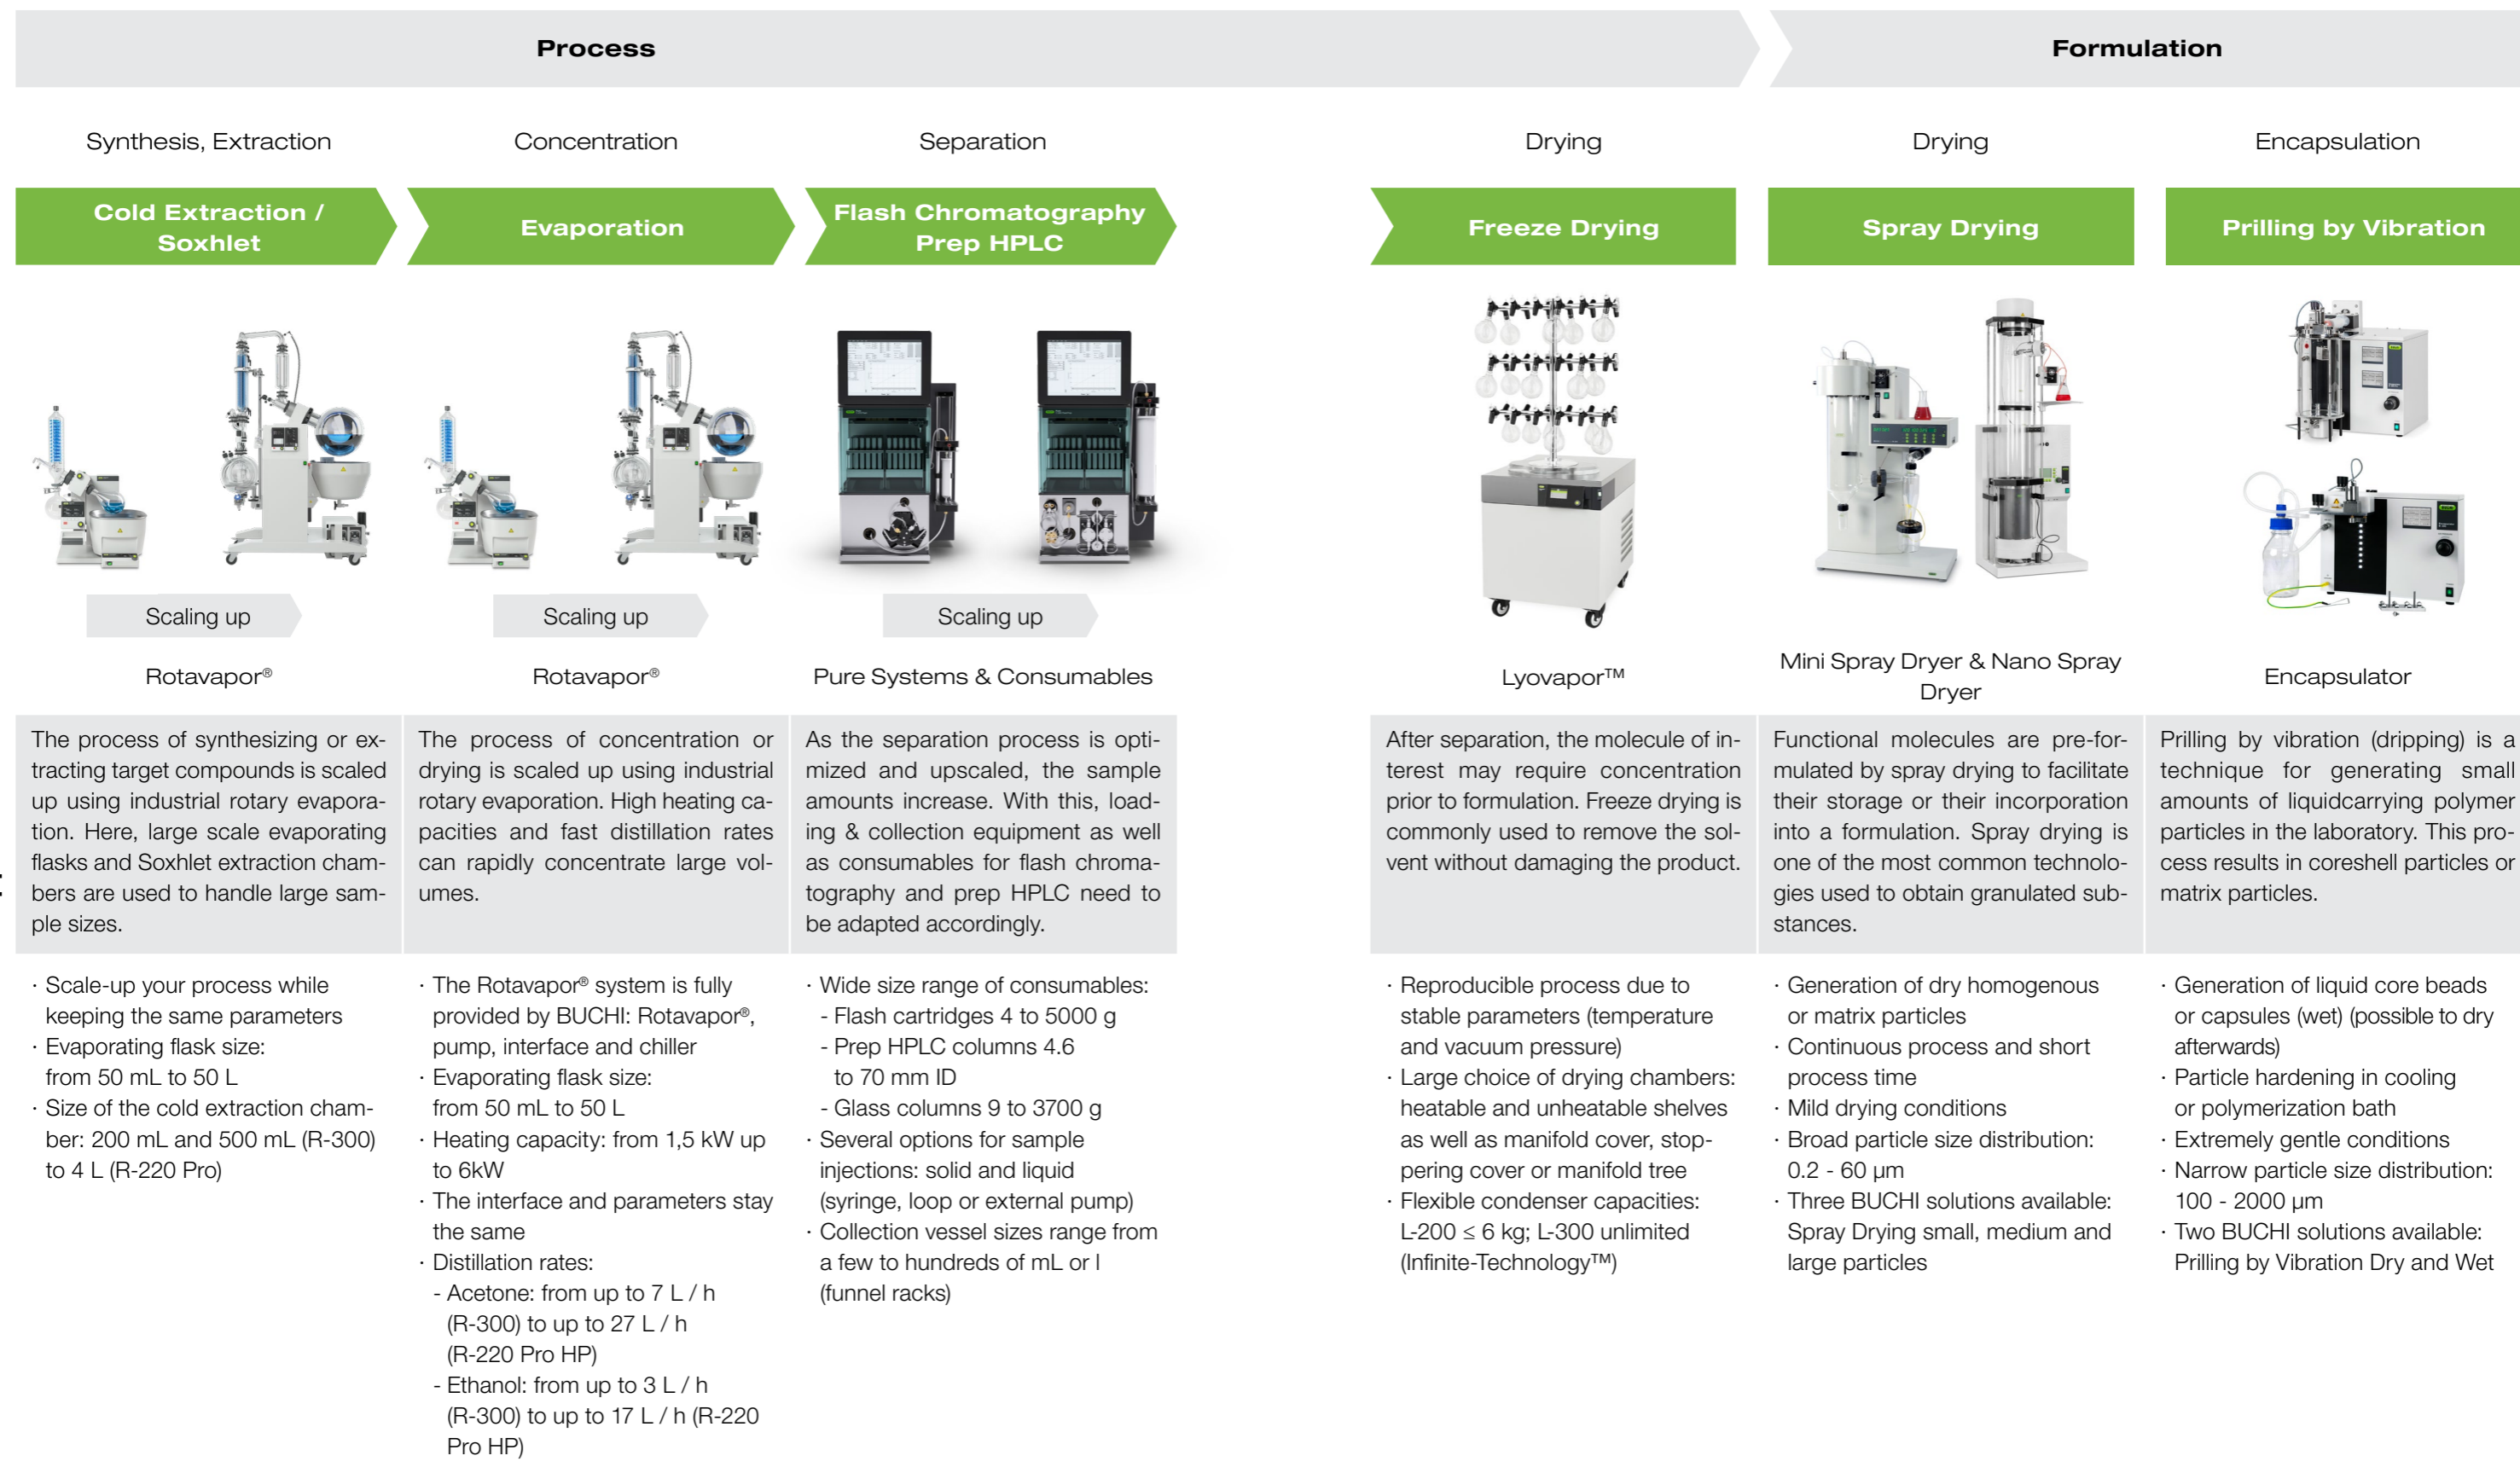 Process
Formulation
Synthesis, Extraction
Concentration
Separation
Drying
Drying
Encapsulation
Cold Extraction /
Soxhlet
Evaporation
Flash Chromatography
Prep HPLC
Freeze Drying
Spray Drying
Prilling by Vibration
Scaling up
Scaling up
Scaling up
Rotavapor®
Rotavapor®
Pure Systems & Consumables
Lyovapor™
Mini Spray Dryer & Nano Spray
Dryer
Encapsulator
The process of synthesizing or ex-
tracting target compounds is scaled
up using industrial rotary evapora-
tion. Here, large scale evaporating
flasks and Soxhlet extraction cham-
bers are used to handle large sam-
ple sizes.
The process of concentration or
drying is scaled up using industrial
rotary evaporation. High heating ca-
pacities and fast distillation rates
can rapidly concentrate large vol-
umes.
As the separation process is opti-
mized and upscaled, the sample
amounts increase. With this, load-
ing & collection equipment as well
as consumables for flash chroma-
tography and prep HPLC need to
be adapted accordingly.
After separation, the molecule of in-
terest may require concentration
prior to formulation. Freeze drying is
commonly used to remove the sol-
vent without damaging the product.
Functional molecules are pre-for-
mulated by spray drying to facilitate
their storage or their incorporation
into a formulation. Spray drying is
one of the most common technolo-
gies used to obtain granulated sub-
stances.
Prilling by vibration (dripping) is a
technique for generating small
amounts of liquidcarrying polymer
particles in the laboratory. This pro-
cess results in coreshell particles or
matrix particles.
· Scale-up your process while
keeping the same parameters
· Evaporating flask size:
from 50 mL to 50 L
· Size of the cold extraction cham-
ber: 200 mL and 500 mL (R-300)
to 4 L (R-220 Pro)
· The Rotavapor® system is fully
provided by BUCHI: Rotavapor®,
pump, interface and chiller
· Evaporating flask size:
from 50 mL to 50 L
· Heating capacity: from 1,5 kW up
to 6kW
· The interface and parameters stay
the same
· Distillation rates:
- Acetone: from up to 7 L / h
(R-300) to up to 27 L / h
(R-220 Pro HP)
- Ethanol: from up to 3 L / h
(R-300) to up to 17 L / h (R-220
Pro HP)
· Wide size range of consumables:
- Flash cartridges 4 to 5000 g
- Prep HPLC columns 4.6
to 70 mm ID
- Glass columns 9 to 3700 g
· Several options for sample
injections: solid and liquid
(syringe, loop or external pump)
· Collection vessel sizes range from
a few to hundreds of mL or l
(funnel racks)
· Reproducible process due to
stable parameters (temperature
and vacuum pressure)
· Large choice of drying chambers:
heatable and unheatable shelves
as well as manifold cover, stop-
pering cover or manifold tree
· Flexible condenser capacities:
L-200 ≤ 6 kg; L-300 unlimited
(Infinite-Technology™)
· Generation of dry homogenous
or matrix particles
· Continuous process and short
process time
· Mild drying conditions
· Broad particle size distribution:
0.2 - 60 µm
· Three BUCHI solutions available:
Spray Drying small, medium and
large particles
· Generation of liquid core beads
or capsules (wet) (possible to dry
afterwards)
· Particle hardening in cooling
or polymerization bath
· Extremely gentle conditions
· Narrow particle size distribution:
100 - 2000 µm
· Two BUCHI solutions available:
Prilling by Vibration Dry and Wet